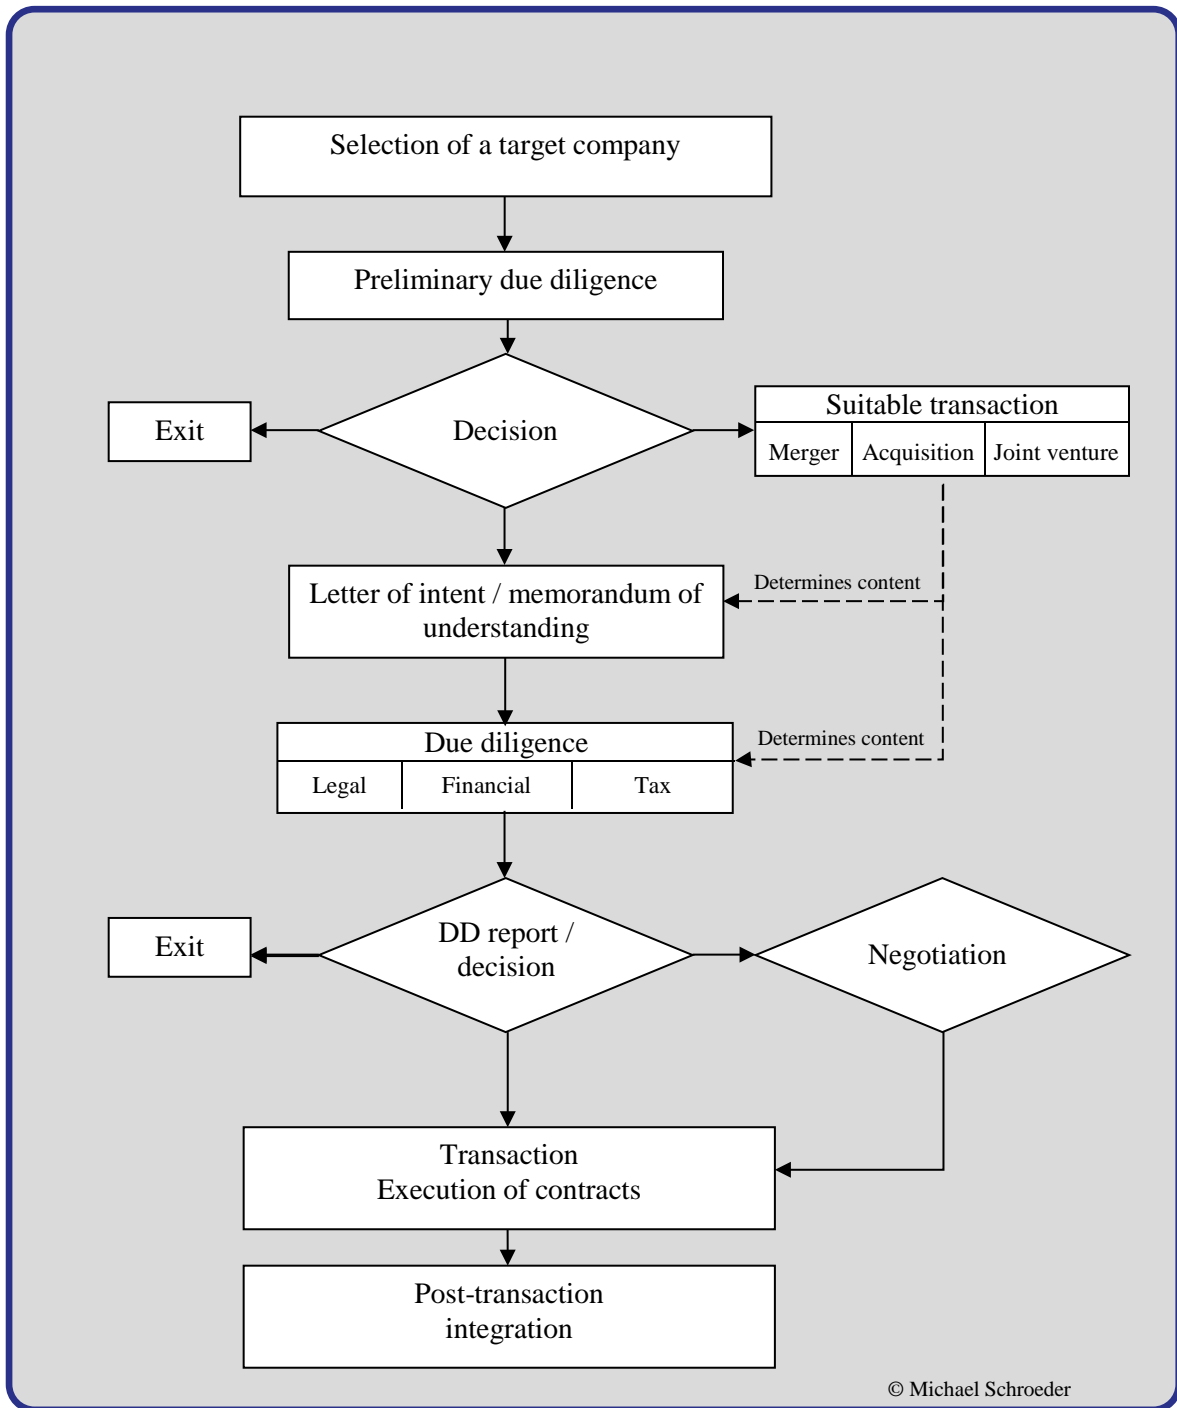 Selection of a target company
Preliminary due diligence
Exit
Decision
Suitable transaction
Merger
Acquisition
Joint venture
Letter of intent / memorandum of
understanding
Determines content
Due diligence
Legal
Financial
Tax
Determines content
Exit
DD report /
decision
Negotiation
Transaction
Execution of contracts
Post-transaction
integration
© Michael Schroeder